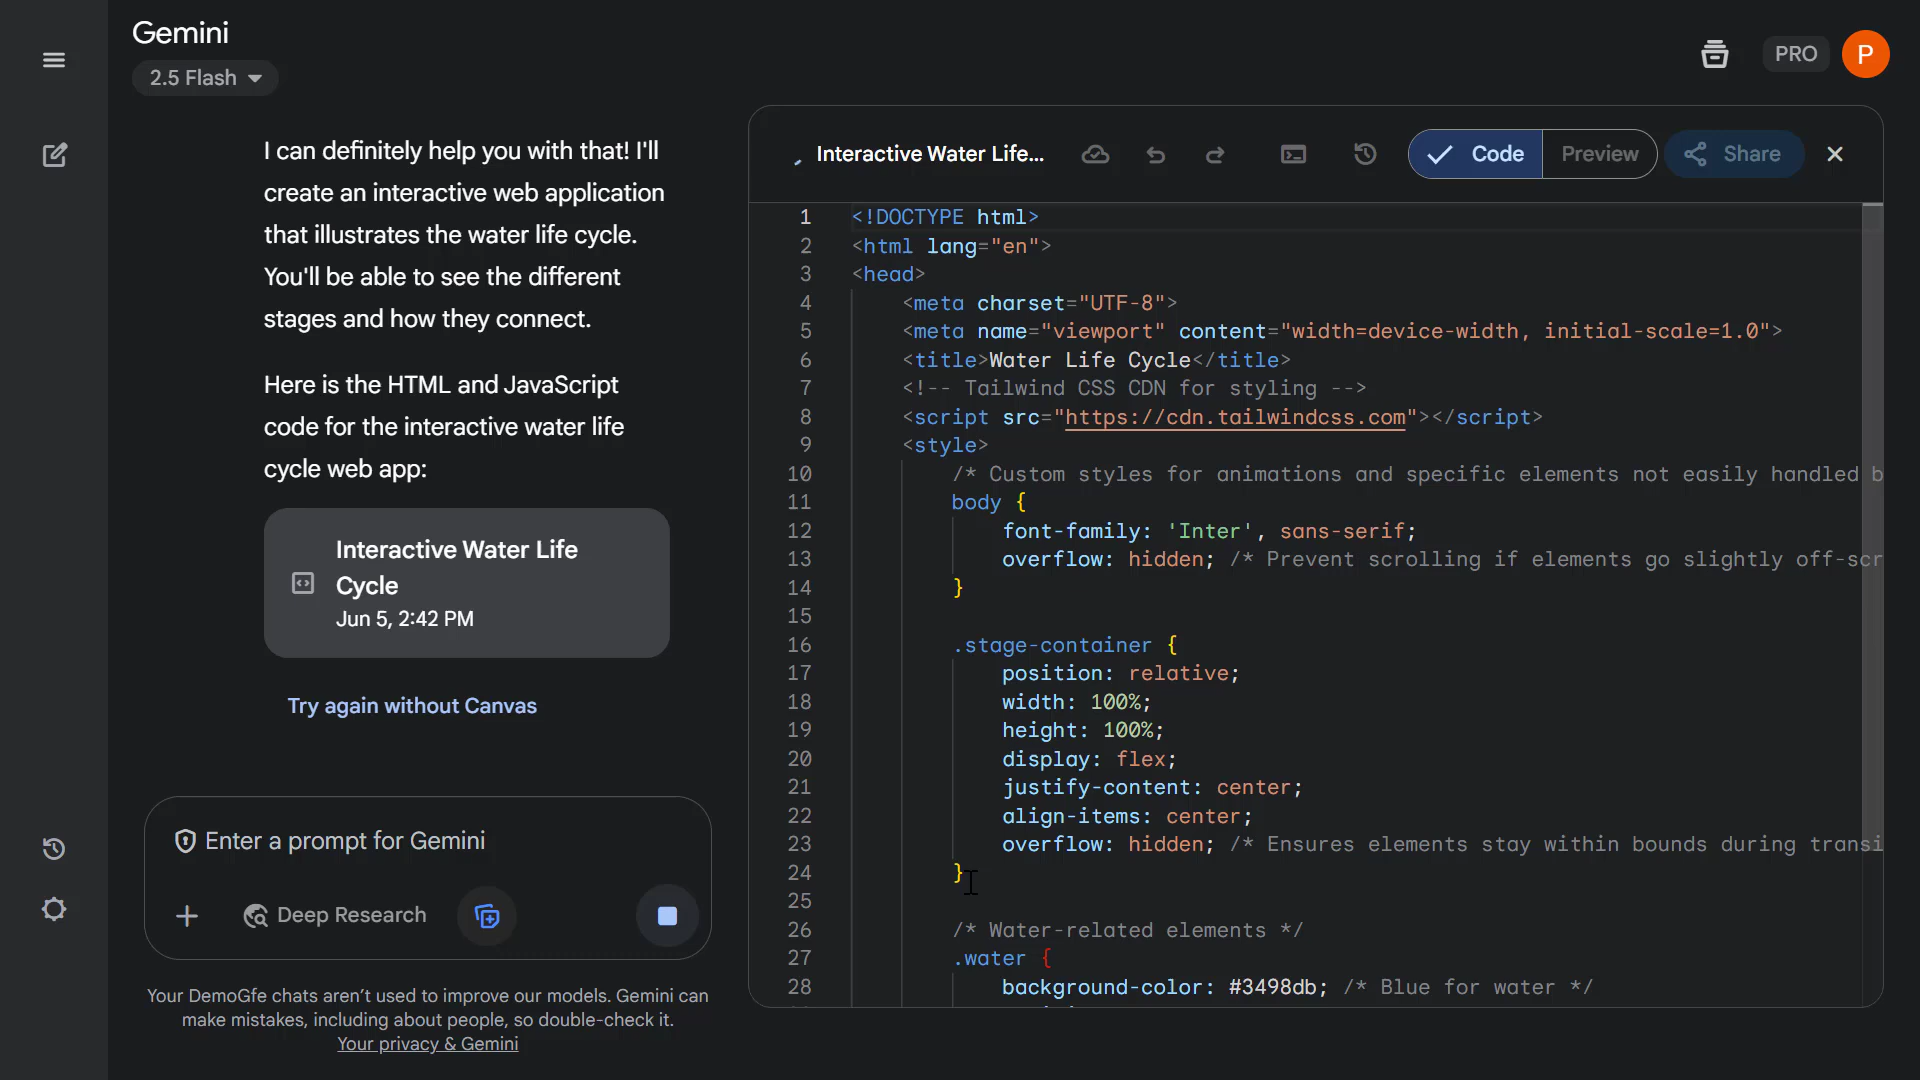 Gemini
2.5 Flash
PRO
P
I can definitely help you with that! I'll
create an interactive web application
that illustrates the water life cycle.
You'll be able to see the different
stages and how they connect.
Here is the HTML and JavaScript
code for the interactive water life
cycle web app:
Interactive Water Life
Cycle
Jun 5, 2:42 PM
Try again without Canvas
Enter a prompt for Gemini
Deep Research
Your DemoGfe chats aren't used to improve our models. Gemini can
make mistakes, including about people, so double-check it.
Your privacy & Gemini
Interactive Water Life...
Code
Preview
Share
1 <!DOCTYPE html>
2 <html lang="en">
3 <head>
4 <meta charset="UTF-8">
5 <meta name="viewport" content="width=device-width, initial-scale=1.0">
6 <title>Water Life Cycle</title>
7 <!-- Tailwind CSS CDN for styling -->
8 <script src="https://cdn.tailwindcss.com"></script>
9 <style>
10 /* Custom styles for animations and specific elements not easily handled b
11 body {
12 font-family: 'Inter', sans-serif;
13 overflow: hidden; /* Prevent scrolling if elements go slightly off-scr
14 }
15
16 .stage-container {
17 position: relative;
18 width: 100%;
19 height: 100%;
20 display: flex;
21 justify-content: center;
22 align-items: center;
23 overflow: hidden; /* Ensures elements stay within bounds during transi
24 }
25
26 /* Water-related elements */
27 .water {
28 background-color: #3498db; /* Blue for water */